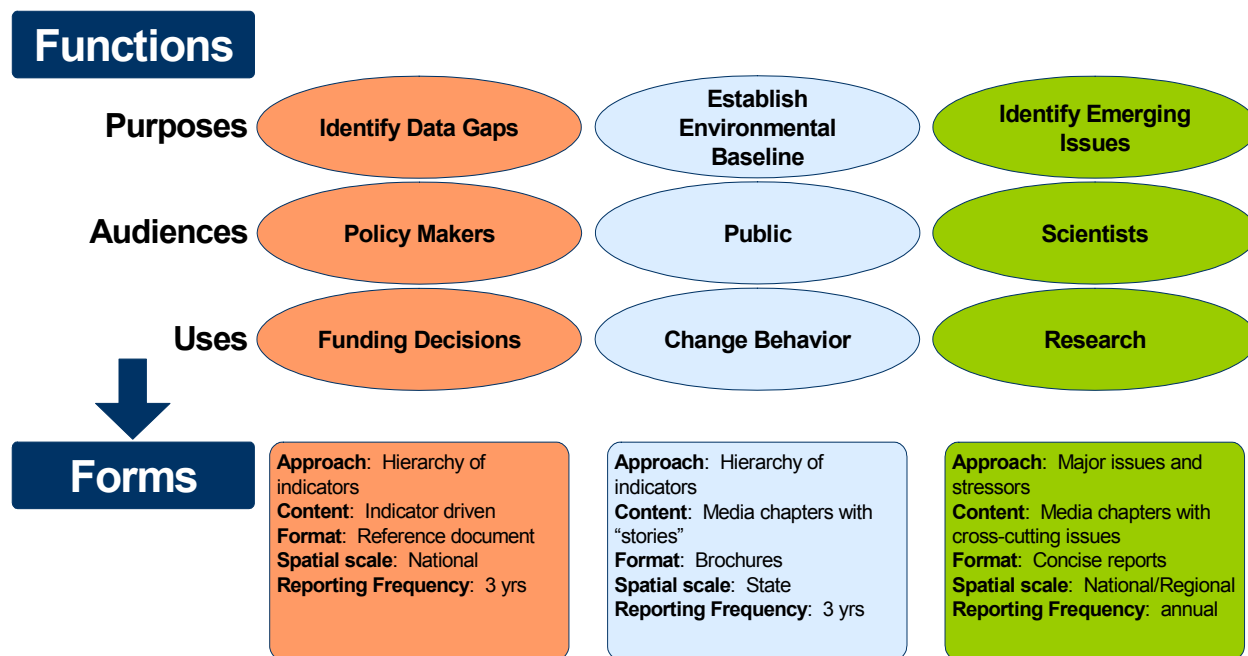 Functions
Purposes
Identify Data Gaps
Establish
Environmental
Baseline
Identify Emerging
Issues
Audiences
Policy Makers
Public
Scientists
Uses
Funding Decisions
Change Behavior
Research
Forms
Approach: Hierarchy of
indicators
Content: Indicator driven
Format: Reference document
Spatial scale: National
Reporting Frequency: 3 yrs
Approach: Hierarchy of
indicators
Content: Media chapters with
“stories”
Format: Brochures
Spatial scale: State
Reporting Frequency: 3 yrs
Approach: Major issues and
stressors
Content: Media chapters with
cross-cutting issues
Format: Concise reports
Spatial scale: National/Regional
Reporting Frequency: annual